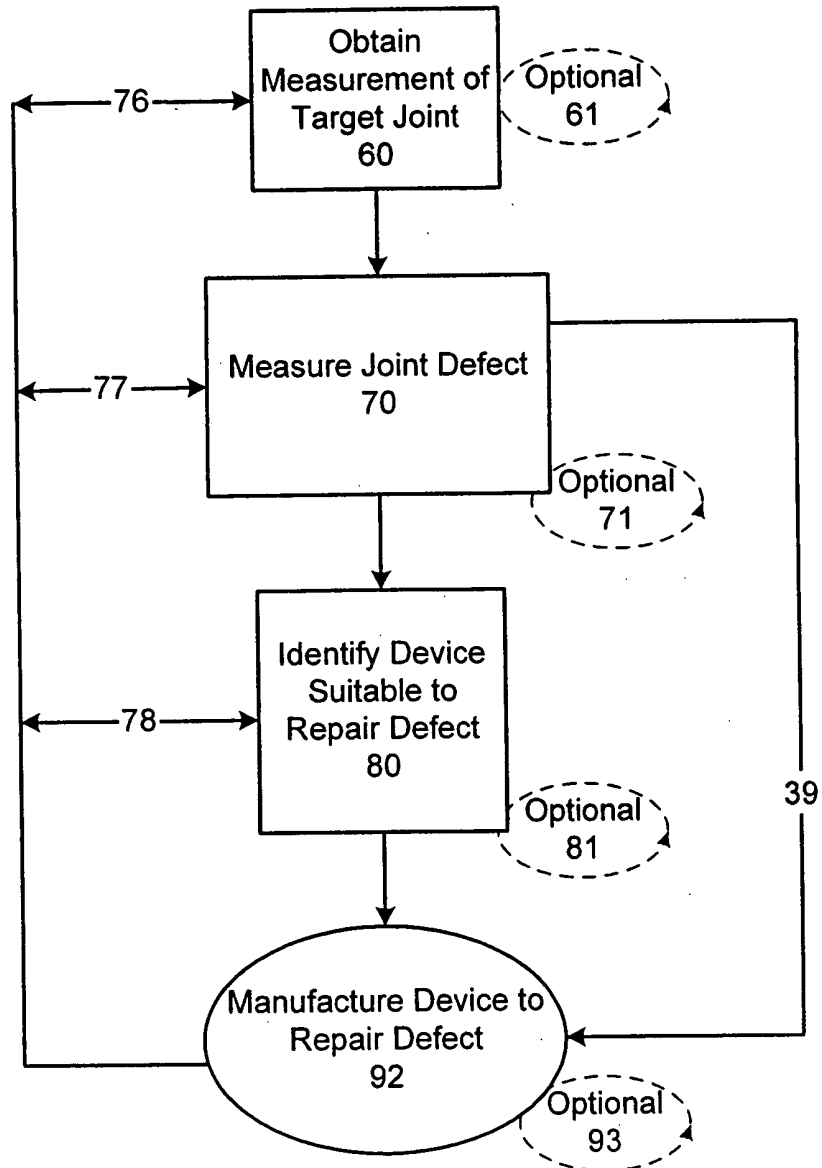 Obtain
Measurement of
Target Joint
60
Optional
61
76
Measure Joint Defect
70
77
Optional
71
Identify Device
Suitable to
Repair Defect
80
78
39
Optional
81
Manufacture Device to
Repair Defect
92
Optional
93